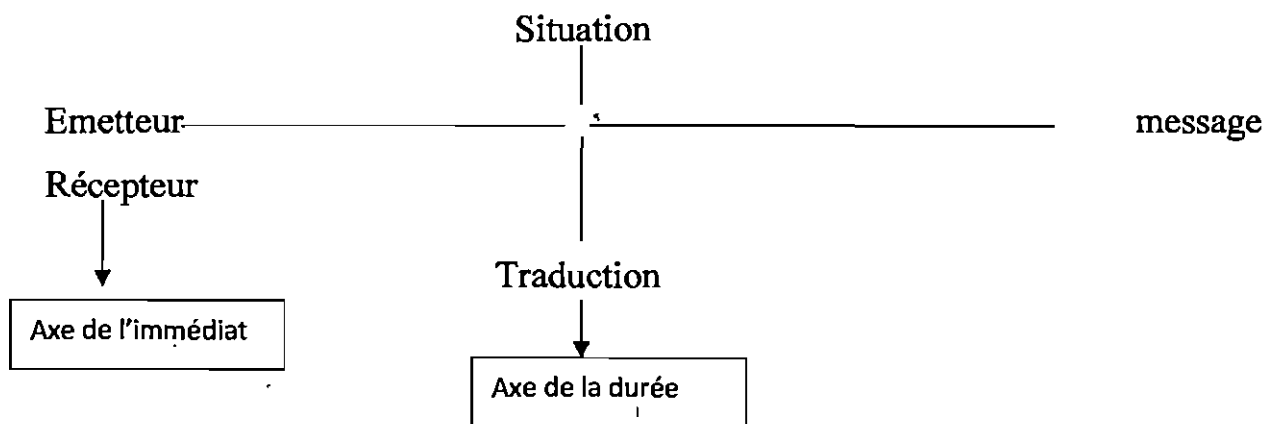 Situation
Emetteur message
Récepteur
Traduction
Axe de l'immédiat
Axe de la durée